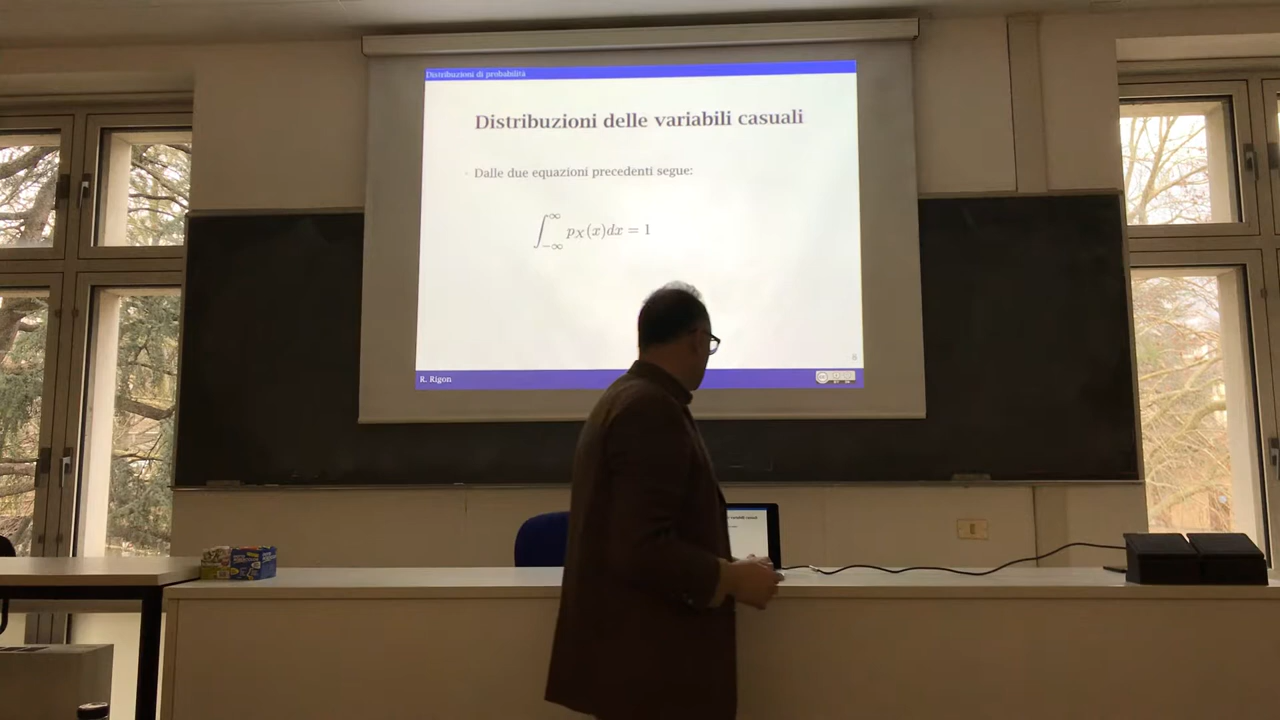 Distribuzioni di probabilità
Distribuzioni delle variabili casuali
Dalle due equazioni precedenti segue:
∫_{-∞}^{∞} p_X(x)dx = 1
R. Rigon